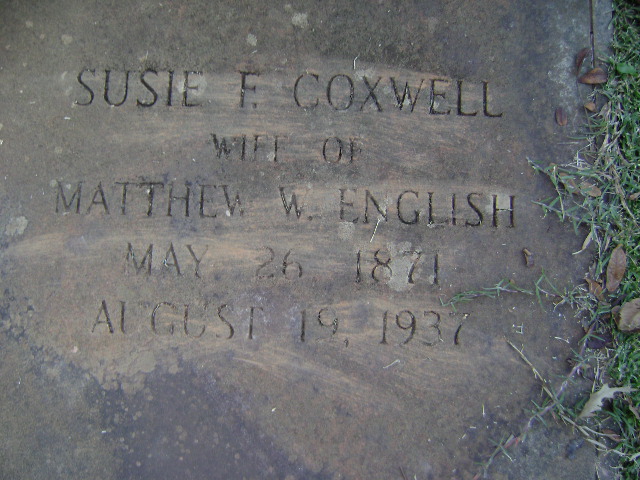 SUSIE F. COXWELL
WIFE OF
MATTHEW W. ENGLISH
MAY 26 1871
AUGUST 19, 1937